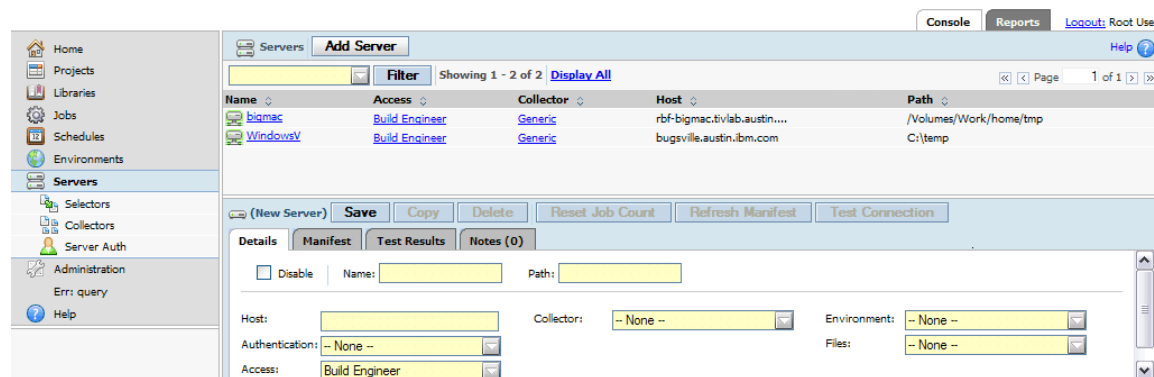 Console Reports Logout: Root Use
Home
Projects
Libraries
Jobs
Schedules
Environments
Servers
Selectors
Collectors
Server Auth
Administration
Err: query
Help
Servers Add Server Help
Filter Showing 1 - 2 of 2 Display All Page 1 of 1
Name Access Collector Host Path
bigmac Build Engineer Generic rbf-bigmac.tivlab.austin.... /Volumes/Work/home/tmp
WindowsV Build Engineer Generic bugsville.austin.ibm.com C:\temp
(New Server) Save Copy Delete Reset Job Count Refresh Manifest Test Connection
Details Manifest Test Results Notes (0)
Disable Name: Path:
Host: Collector: -- None -- Environment: -- None --
Authentication: -- None -- Files: -- None --
Access: Build Engineer